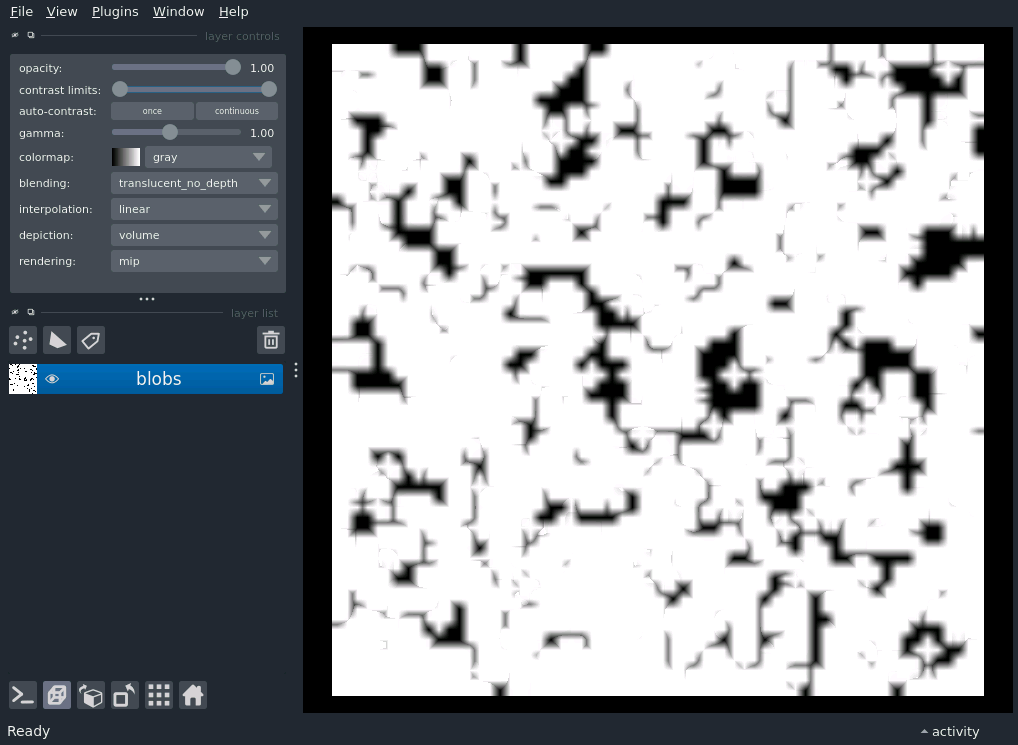 File View Plugins Window Help
layer controls
opacity: 1.00
contrast limits:
auto-contrast: once continuous
gamma: 1.00
colormap: gray
blending: translucent_no_depth
interpolation: linear
depiction: volume
rendering: mip
layer list
blobs
Ready activity